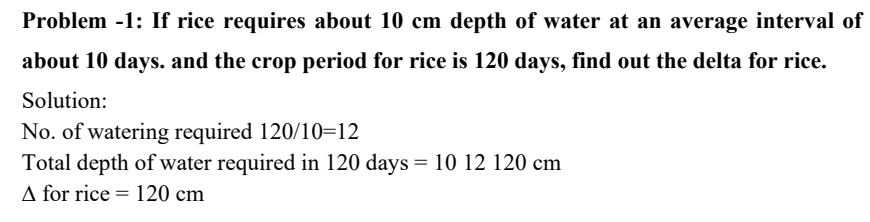 Problem -1: If rice requires about 10 cm depth of water at an average interval of
about 10 days. and the crop period for rice is 120 days, find out the delta for rice.
Solution:
No. of watering required 120/10=12
Total depth of water required in 120 days = 10 12 120 cm
Δ for rice = 120 cm